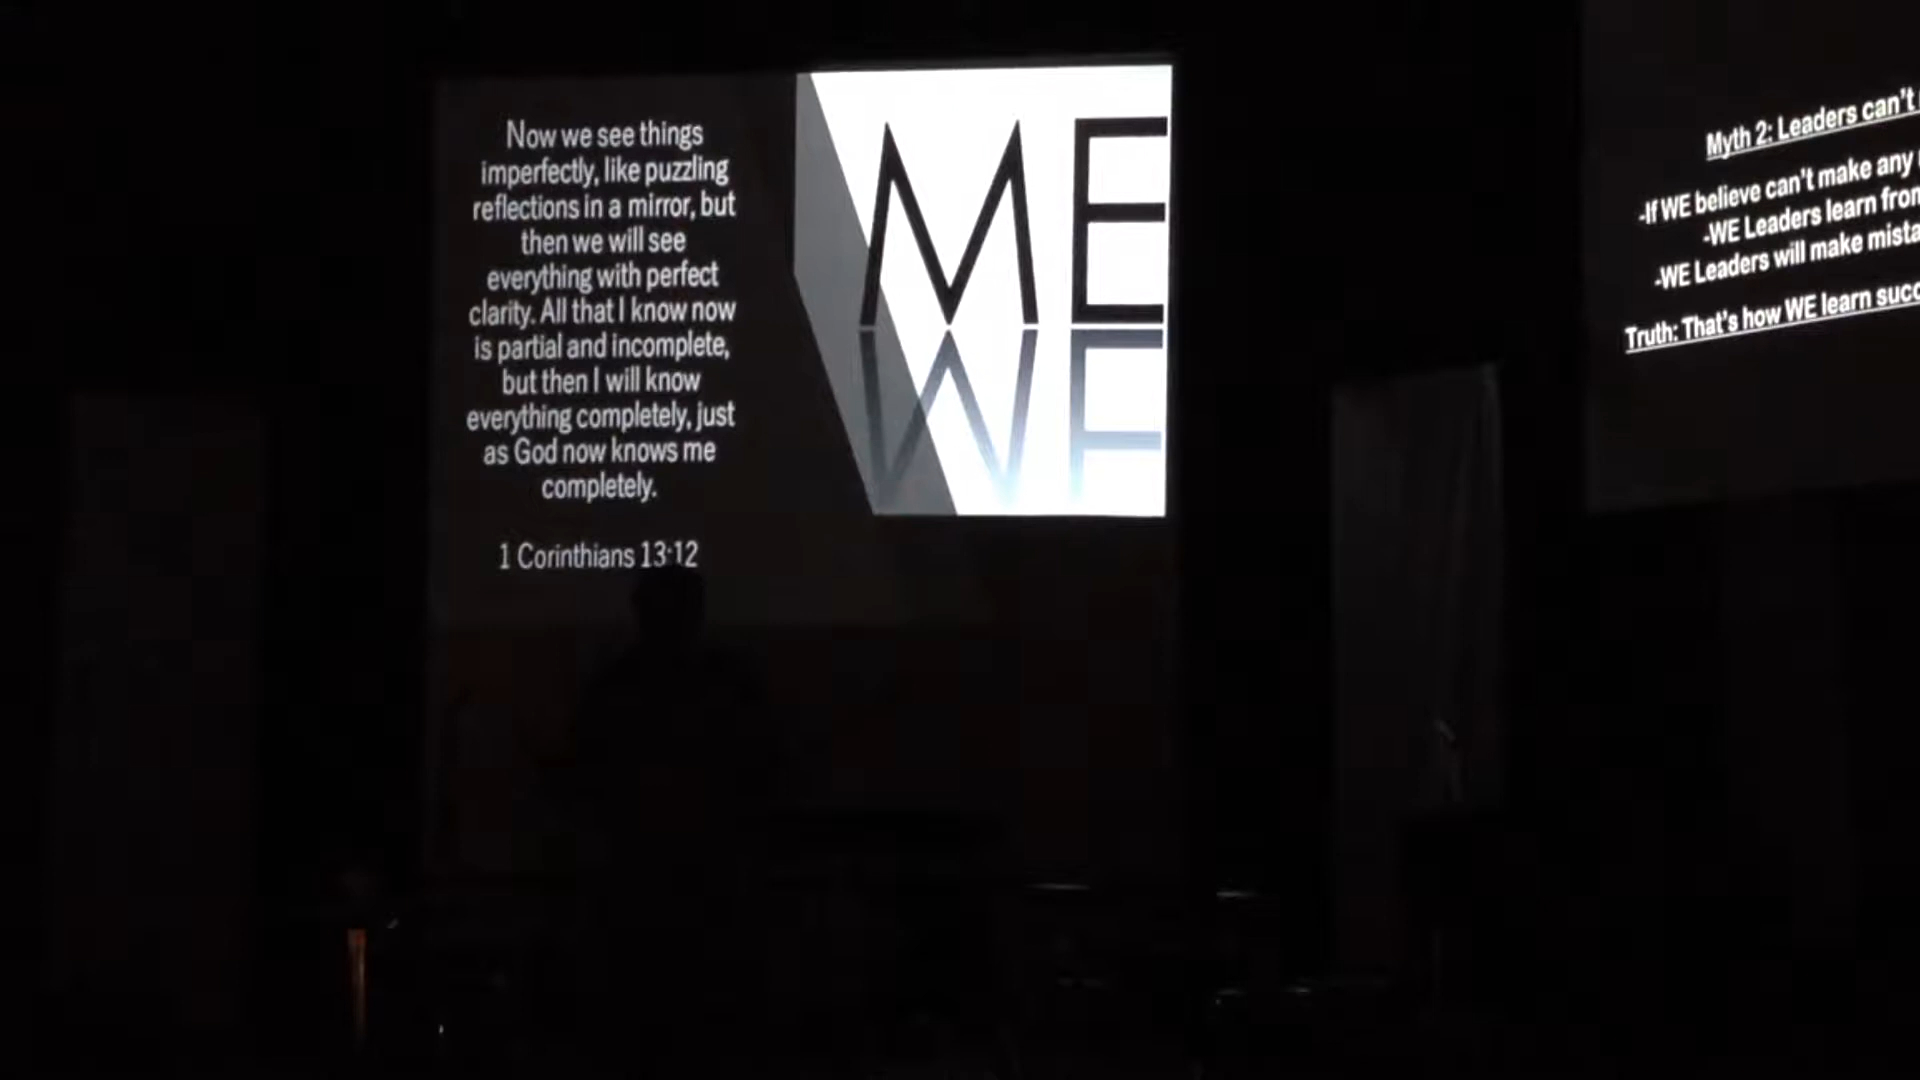 Now we see things
imperfectly, like puzzling
reflections in a mirror, but
then we will see
everything with perfect
clarity. All that I know now
is partial and incomplete,
but then I will know
everything completely, just
as God now knows me
completely.
1 Corinthians 13:12
ME
WE
Myth 2: Leaders can't
-If WE believe can't make any
-WE Leaders learn from
-WE Leaders will make
Truth: That's how WE learn